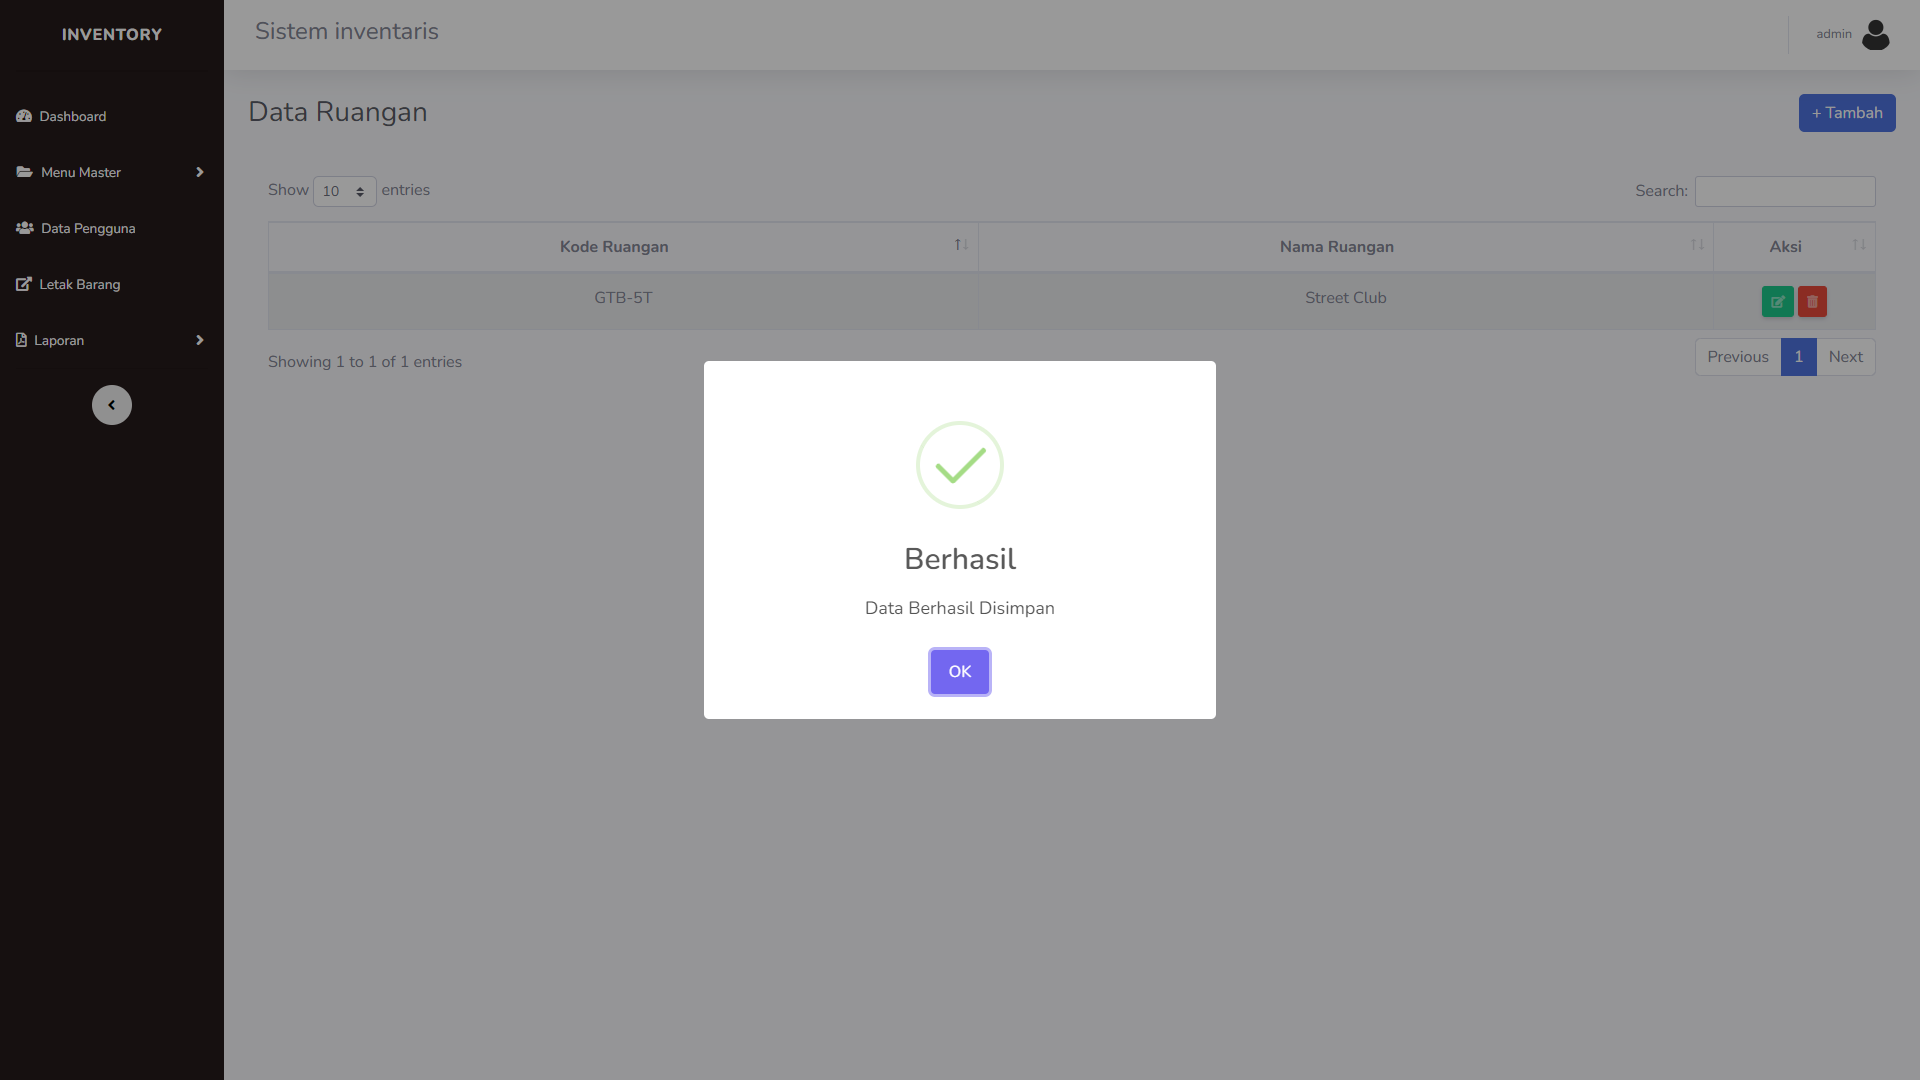 INVENTORY
Sistem inventaris
admin
Dashboard
Menu Master
Data Pengguna
Letak Barang
Laporan
Data Ruangan
+ Tambah
Show 10 entries
Search:
Kode Ruangan Nama Ruangan Aksi
GTB-5T Street Club
Showing 1 to 1 of 1 entries
Previous 1 Next
Berhasil
Data Berhasil Disimpan
OK